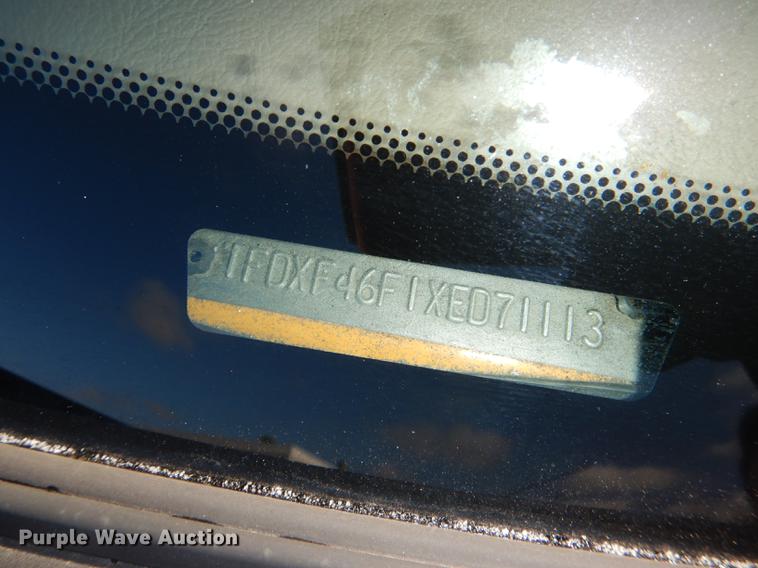 1FDXF46F1XED71113
Purple Wave Auction